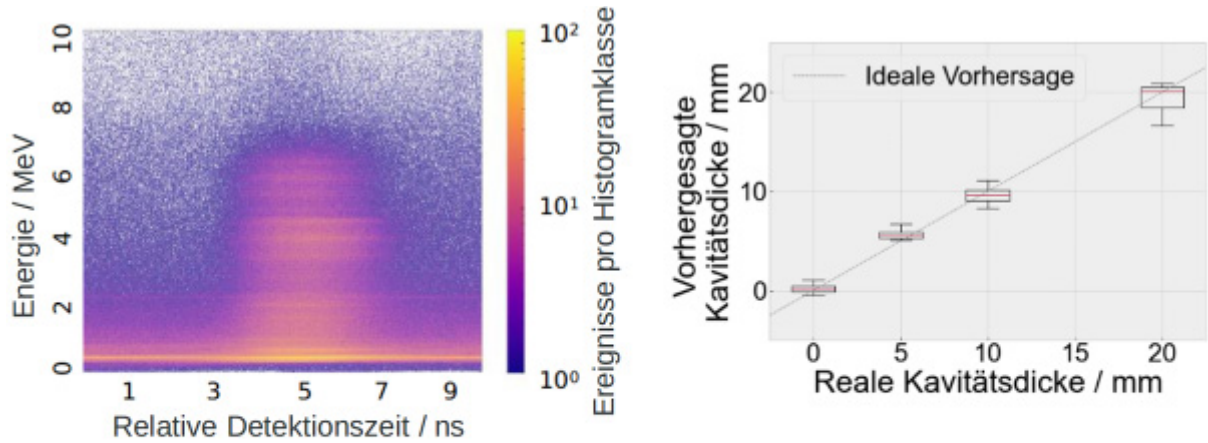 10
8
6
4
2
0
Energie / MeV
1 3 5 7 9
Relative Detektionszeit / ns
10²
10¹
10⁰
Ereignisse pro Histogramklasse
Ideale Vorhersage
Vorhergesagte
Kavitätsdicke / mm
20
10
0
0 5 10 15 20
Reale Kavitätsdicke / mm